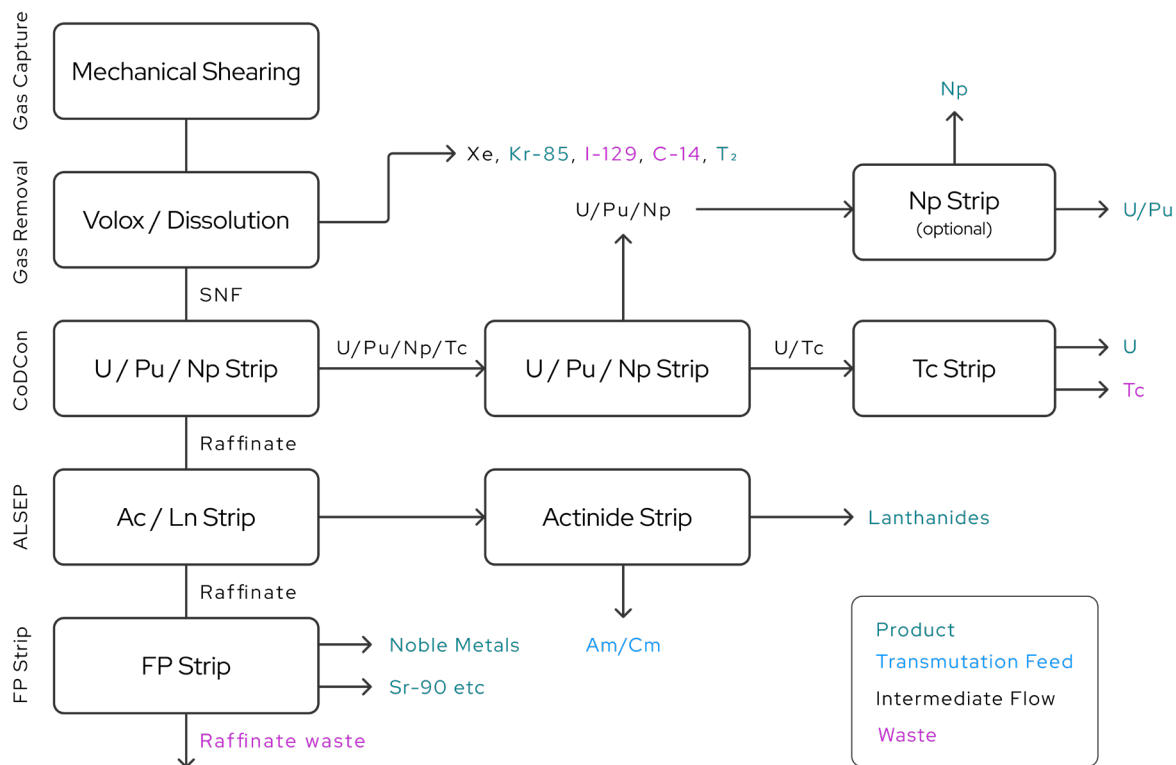 Gas Capture
Mechanical Shearing
Np
Xe, Kr-85, I-129, C-14, T₂
Gas Removal
Volox / Dissolution
U/Pu/Np
Np Strip
(optional)
U/Pu
SNF
CoDCon
U / Pu / Np Strip
U/Pu/Np/Tc
U / Pu / Np Strip
U/Tc
Tc Strip
U
Tc
Raffinate
ALSEP
Ac / Ln Strip
Actinide Strip
Lanthanides
Raffinate
FP Strip
FP Strip
Noble Metals
Sr-90 etc
Am/Cm
Raffinate waste
Product
Transmutation Feed
Intermediate Flow
Waste